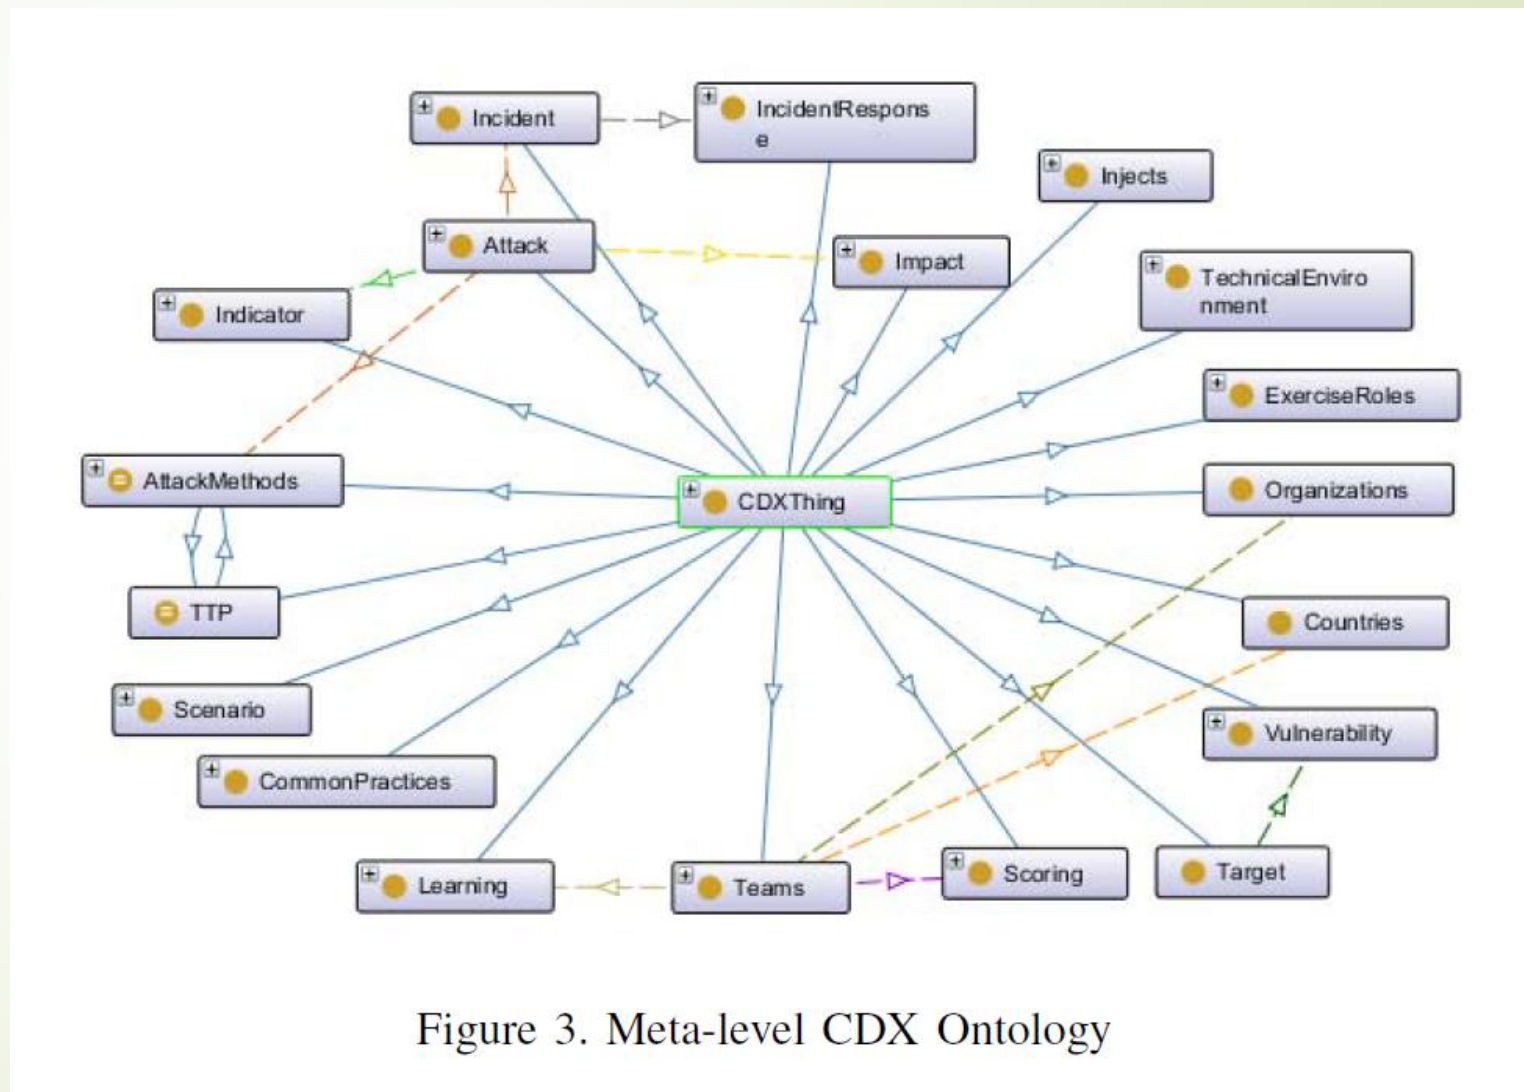 Incident
IncidentRespons
e
Injects
Attack
Impact
TechnicalEnviro
nment
Indicator
ExerciseRoles
AttackMethods
CDXThing
Organizations
TTP
Countries
Scenario
Vulnerability
CommonPractices
Learning
Teams
Scoring
Target
Figure 3. Meta-level CDX Ontology